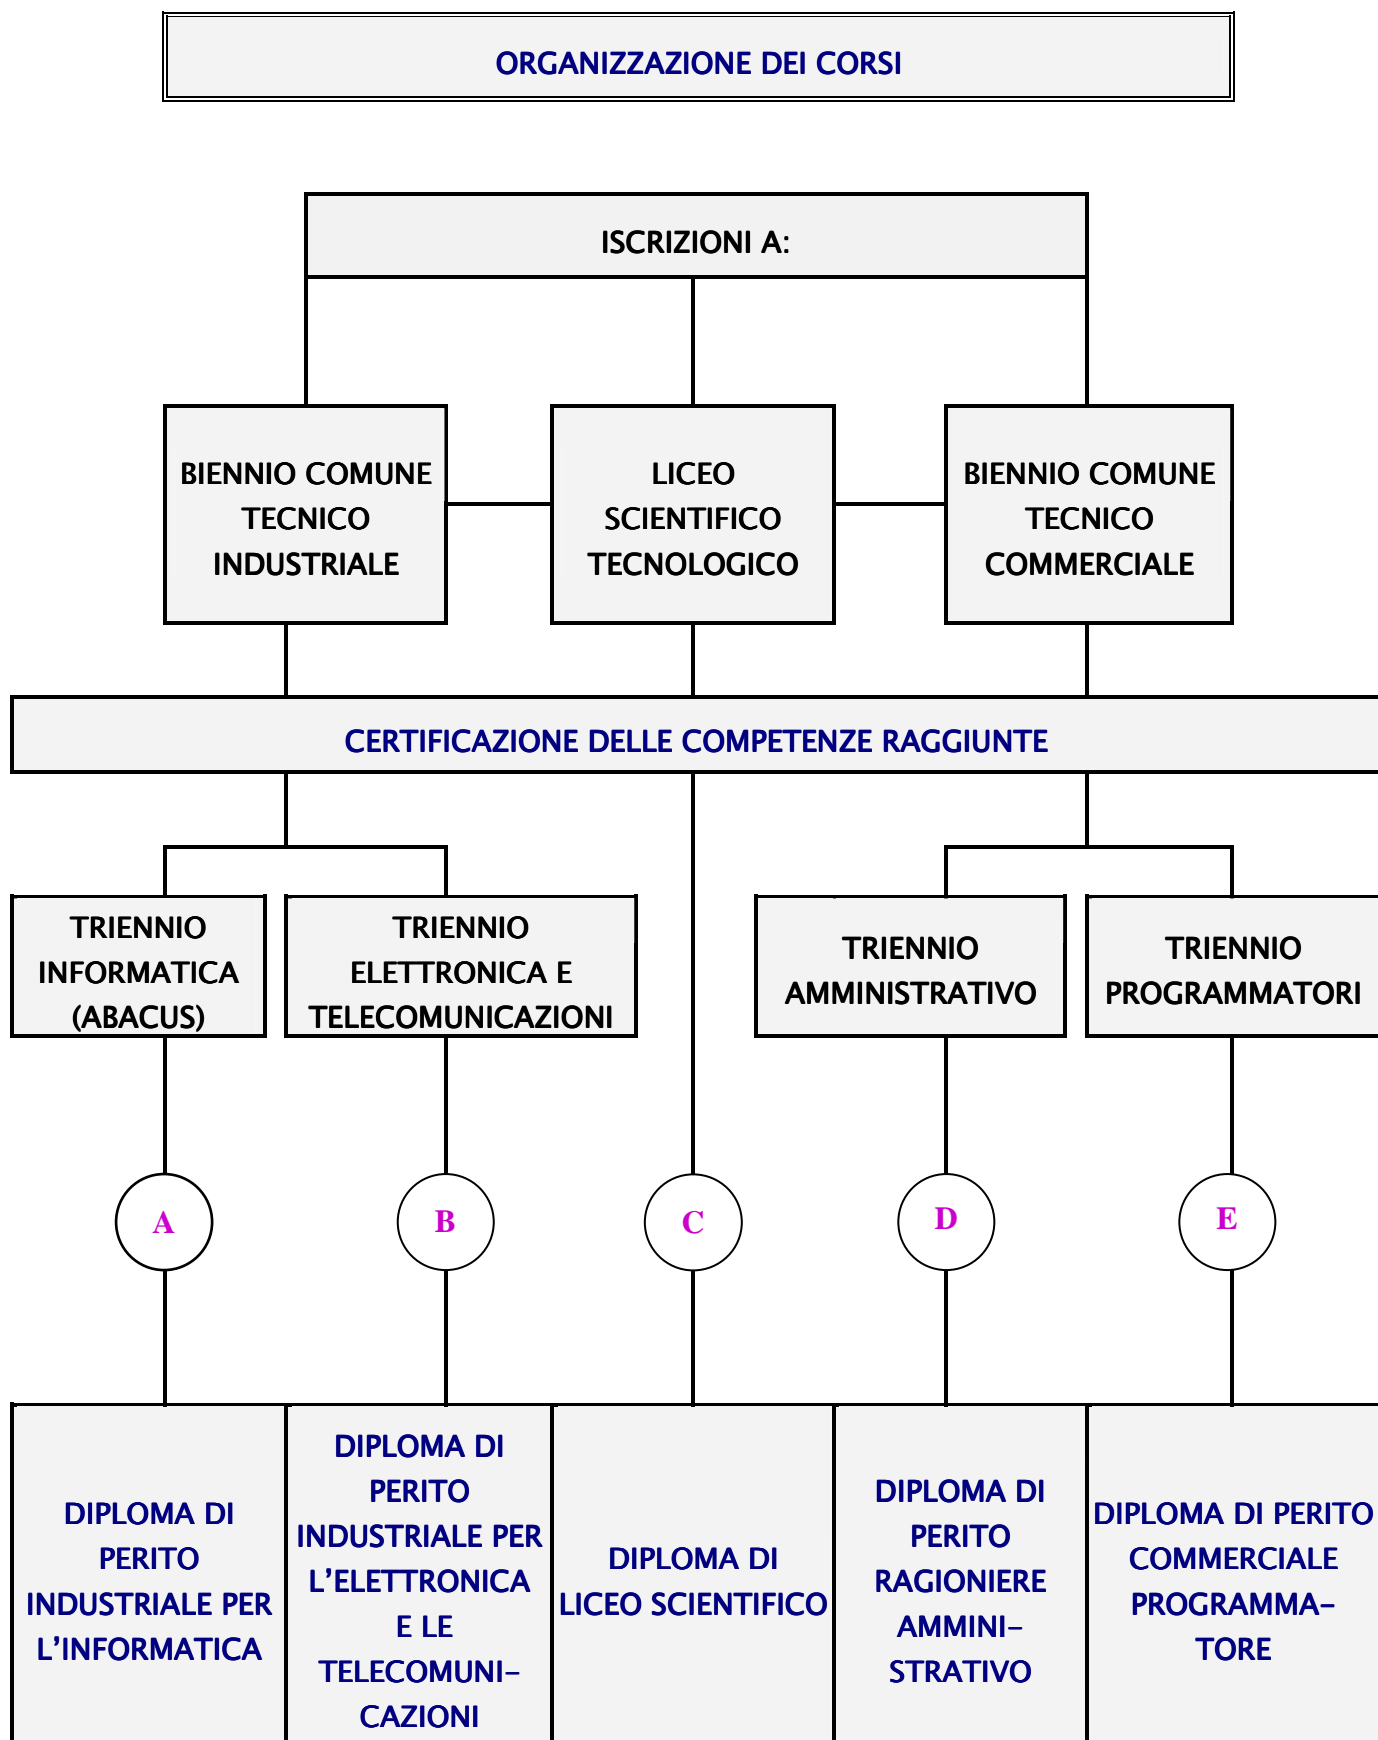 ORGANIZZAZIONE DEI CORSI
ISCRIZIONI A:
BIENNIO COMUNE
TECNICO
INDUSTRIALE
LICEO
SCIENTIFICO
TECNOLOGICO
BIENNIO COMUNE
TECNICO
COMMERCIALE
CERTIFICAZIONE DELLE COMPETENZE RAGGIUNTE
TRIENNIO
INFORMATICA
(ABACUS)
TRIENNIO
ELETTRONICA E
TELECOMUNICAZIONI
TRIENNIO
AMMINISTRATIVO
TRIENNIO
PROGRAMMATORI
A
B
C
D
E
DIPLOMA DI
PERITO
INDUSTRIALE PER
L'INFORMATICA
DIPLOMA DI
PERITO
INDUSTRIALE PER
L'ELETTRONICA
E LE
TELECOMUNI-
CAZIONI
DIPLOMA DI
LICEO SCIENTIFICO
DIPLOMA DI
PERITO
RAGIONIERE
AMMINI-
STRATIVO
DIPLOMA DI PERITO
COMMERCIALE
PROGRAMMA-
TORE